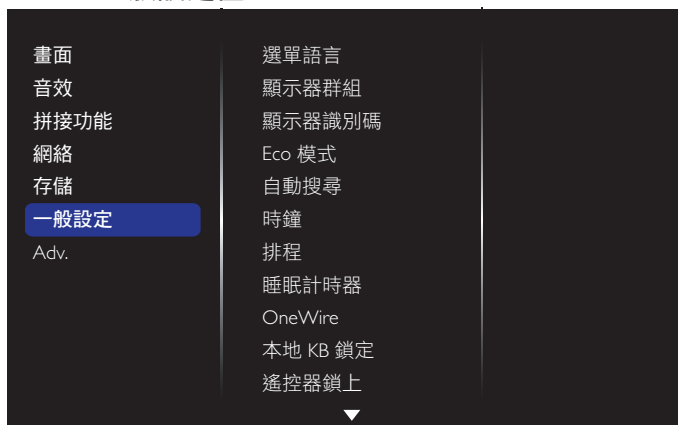 畫面
音效
拼接功能
網絡
存儲
一般設定
Adv.
選單語言
顯示器群組
顯示器識別碼
Eco 模式
自動搜尋
時鐘
排程
睡眠計時器
OneWire
本地 KB 鎖定
遙控器鎖上